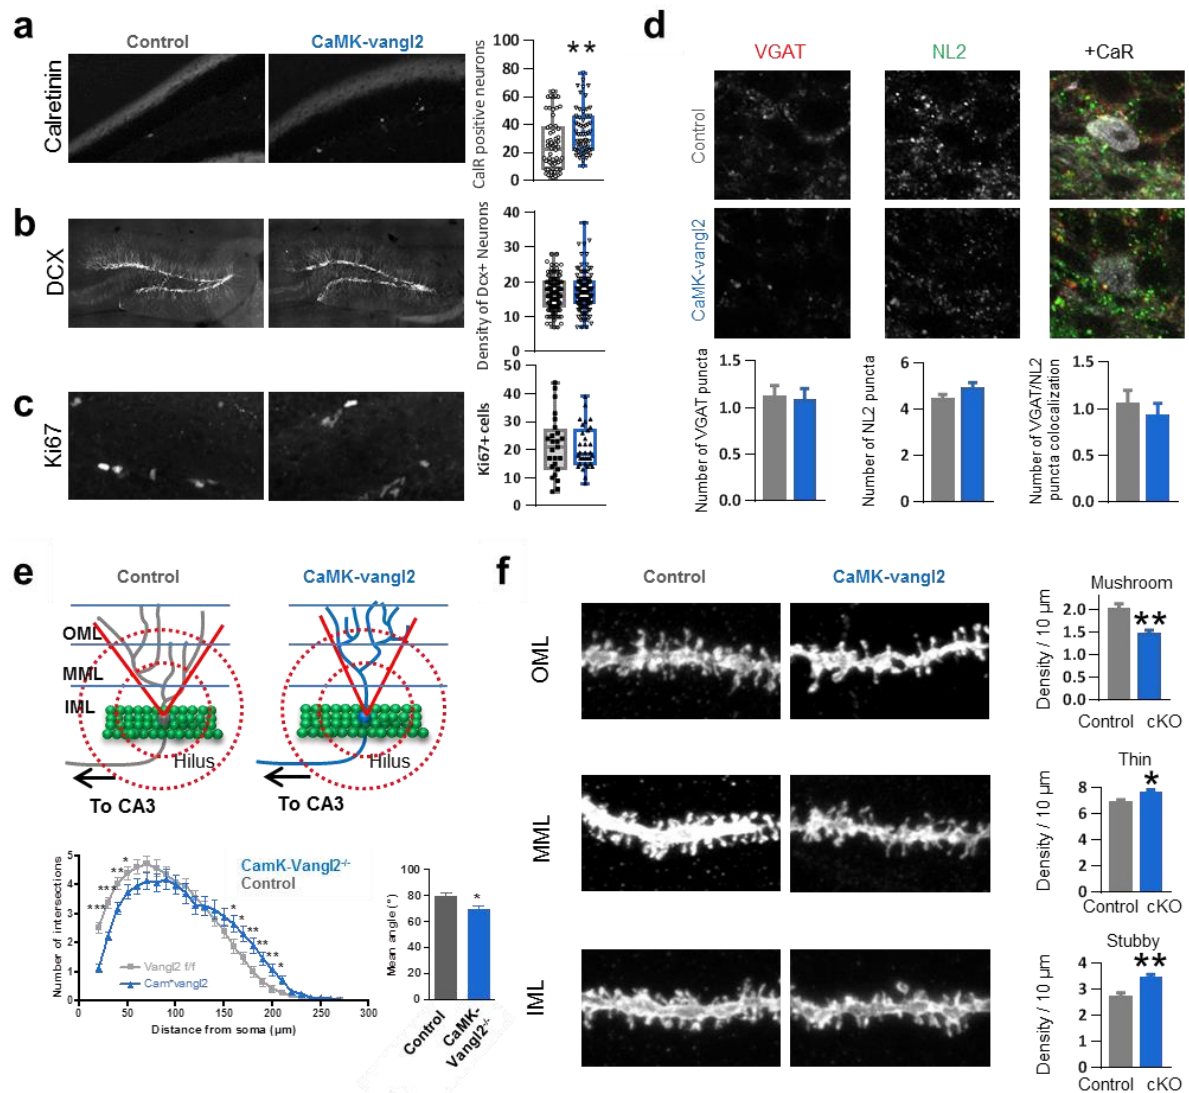 a
Control
CaMK-vangl2
Calretinin
CalR positive neurons
100
80
60
40
20
0
**
b
DCX
Density of Dcx+ Neurons
40
30
20
10
0
c
Ki67
Ki67+cells
50
40
30
20
10
0
d
VGAT
NL2
+CaR
Control
CaMK-vangl2
Number of VGAT puncta
1.5
1.0
0.5
0.0
Number of NL2 puncta
6
4
2
0
Number of VGAT/NL2
puncta colocalization
1.5
1.0
0.5
0.0
e
Control
CaMK-vangl2
OML
MML
IML
Hilus
Hilus
To CA3
To CA3
Number of intersections
5
4
3
2
1
0
***
***
**
*
*
*
**
**
**
*
CamK-Vangl2-/-
Control
Vangl2 f/f
Cam*vangl2
0
50
100
150
200
250
300
Distance from soma (µm)
Mean angle (°)
100
80
60
40
20
0
*
Control
CaMK-
Vangl2-/-
f
Control
CaMK-vangl2
OML
MML
IML
Mushroom
Density / 10 µm
2.0
1.5
1.0
0.5
0.0
**
Control cKO
Thin
Density / 10 µm
8
6
4
2
0
*
Control cKO
Stubby
Density / 10 µm
4
3
2
1
0
**
Control cKO